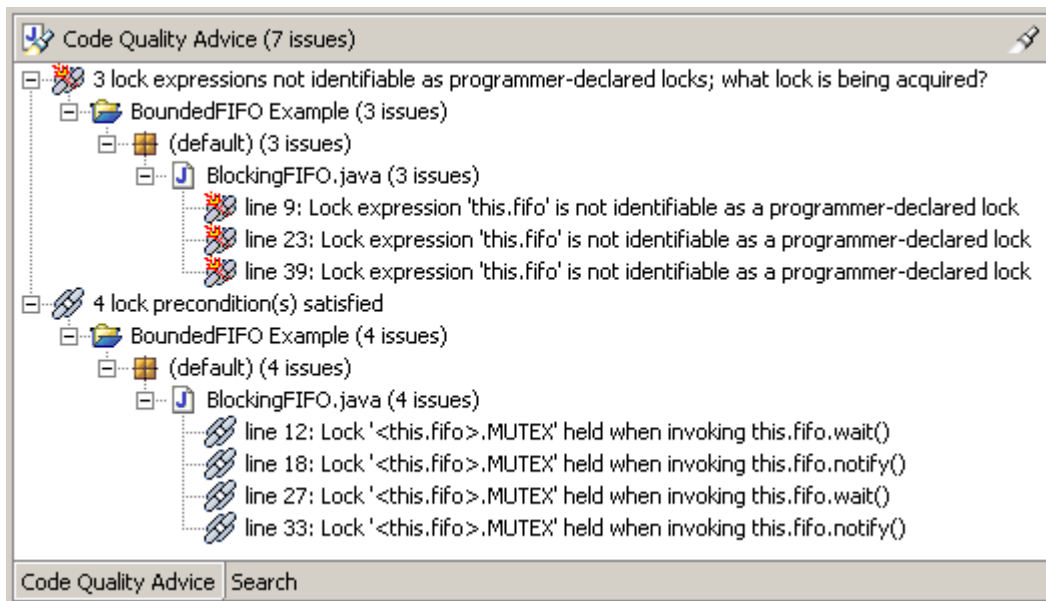 Code Quality Advice (7 issues)
3 lock expressions not identifiable as programmer-declared locks; what lock is being acquired?
BoundedFIFO Example (3 issues)
(default) (3 issues)
BlockingFIFO.java (3 issues)
line 9: Lock expression 'this.fifo' is not identifiable as a programmer-declared lock
line 23: Lock expression 'this.fifo' is not identifiable as a programmer-declared lock
line 39: Lock expression 'this.fifo' is not identifiable as a programmer-declared lock
4 lock precondition(s) satisfied
BoundedFIFO Example (4 issues)
(default) (4 issues)
BlockingFIFO.java (4 issues)
line 12: Lock '<this.fifo>.MUTEX' held when invoking this.fifo.wait()
line 18: Lock '<this.fifo>.MUTEX' held when invoking this.fifo.notify()
line 27: Lock '<this.fifo>.MUTEX' held when invoking this.fifo.wait()
line 33: Lock '<this.fifo>.MUTEX' held when invoking this.fifo.notify()
Code Quality Advice Search